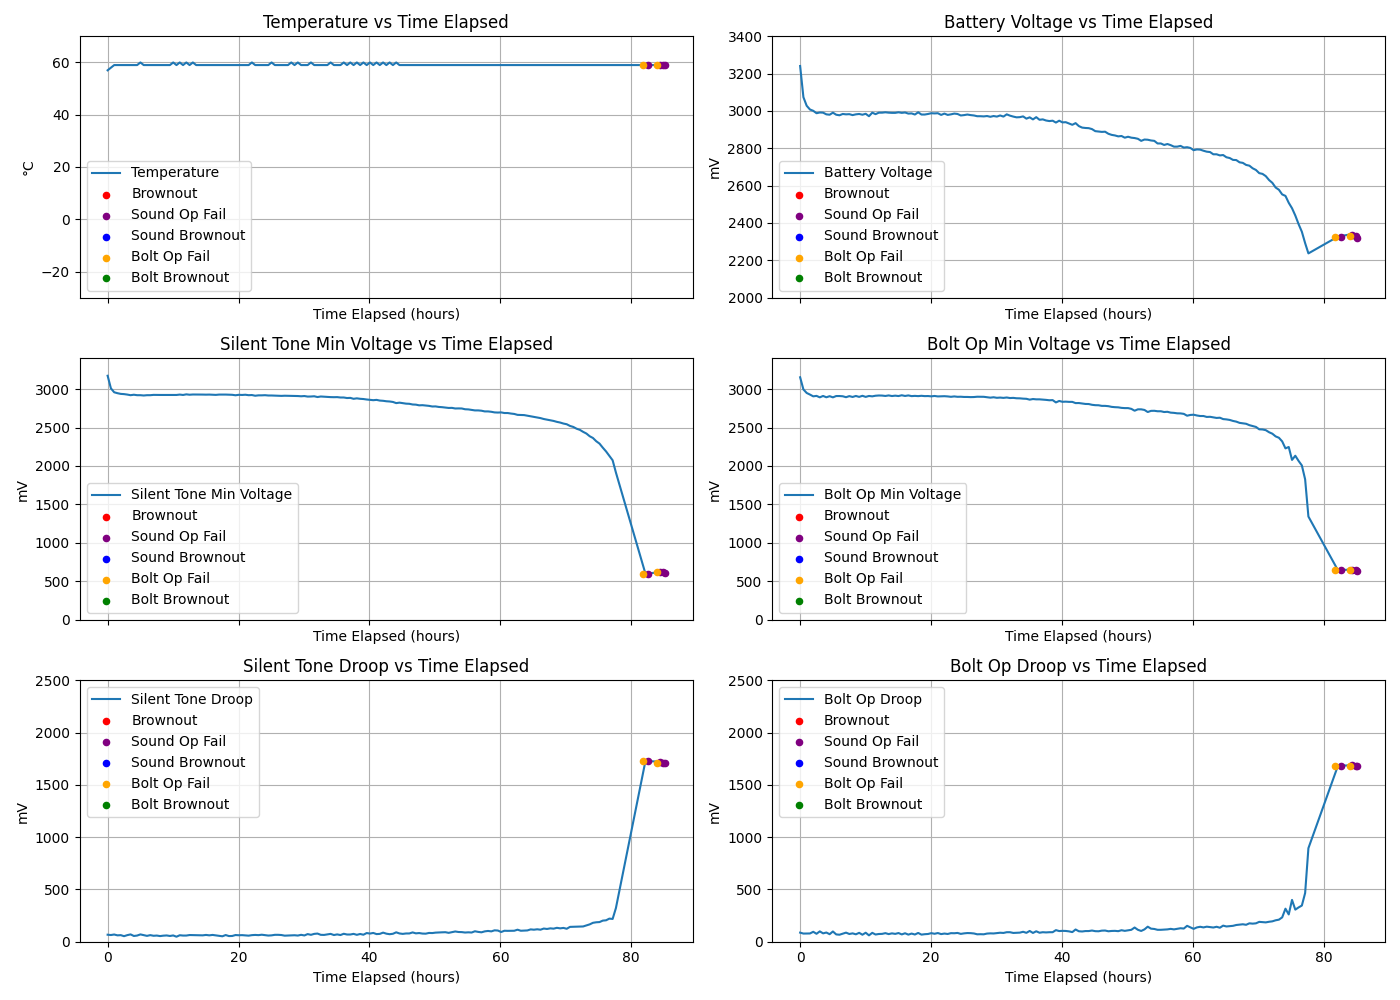 Temperature vs Time Elapsed
60
40
20
0
−20
°C
Temperature
Brownout
Sound Op Fail
Sound Brownout
Bolt Op Fail
Bolt Brownout
Time Elapsed (hours)
Battery Voltage vs Time Elapsed
3400
3200
3000
2800
2600
2400
2200
2000
mV
Battery Voltage
Brownout
Sound Op Fail
Sound Brownout
Bolt Op Fail
Bolt Brownout
Time Elapsed (hours)
Silent Tone Min Voltage vs Time Elapsed
3000
2500
2000
1500
1000
500
0
mV
Silent Tone Min Voltage
Brownout
Sound Op Fail
Sound Brownout
Bolt Op Fail
Bolt Brownout
Time Elapsed (hours)
Bolt Op Min Voltage vs Time Elapsed
3000
2500
2000
1500
1000
500
0
mV
Bolt Op Min Voltage
Brownout
Sound Op Fail
Sound Brownout
Bolt Op Fail
Bolt Brownout
Time Elapsed (hours)
Silent Tone Droop vs Time Elapsed
2500
2000
1500
1000
500
0
mV
Silent Tone Droop
Brownout
Sound Op Fail
Sound Brownout
Bolt Op Fail
Bolt Brownout
0 20 40 60 80
Time Elapsed (hours)
Bolt Op Droop vs Time Elapsed
2500
2000
1500
1000
500
0
mV
Bolt Op Droop
Brownout
Sound Op Fail
Sound Brownout
Bolt Op Fail
Bolt Brownout
0 20 40 60 80
Time Elapsed (hours)